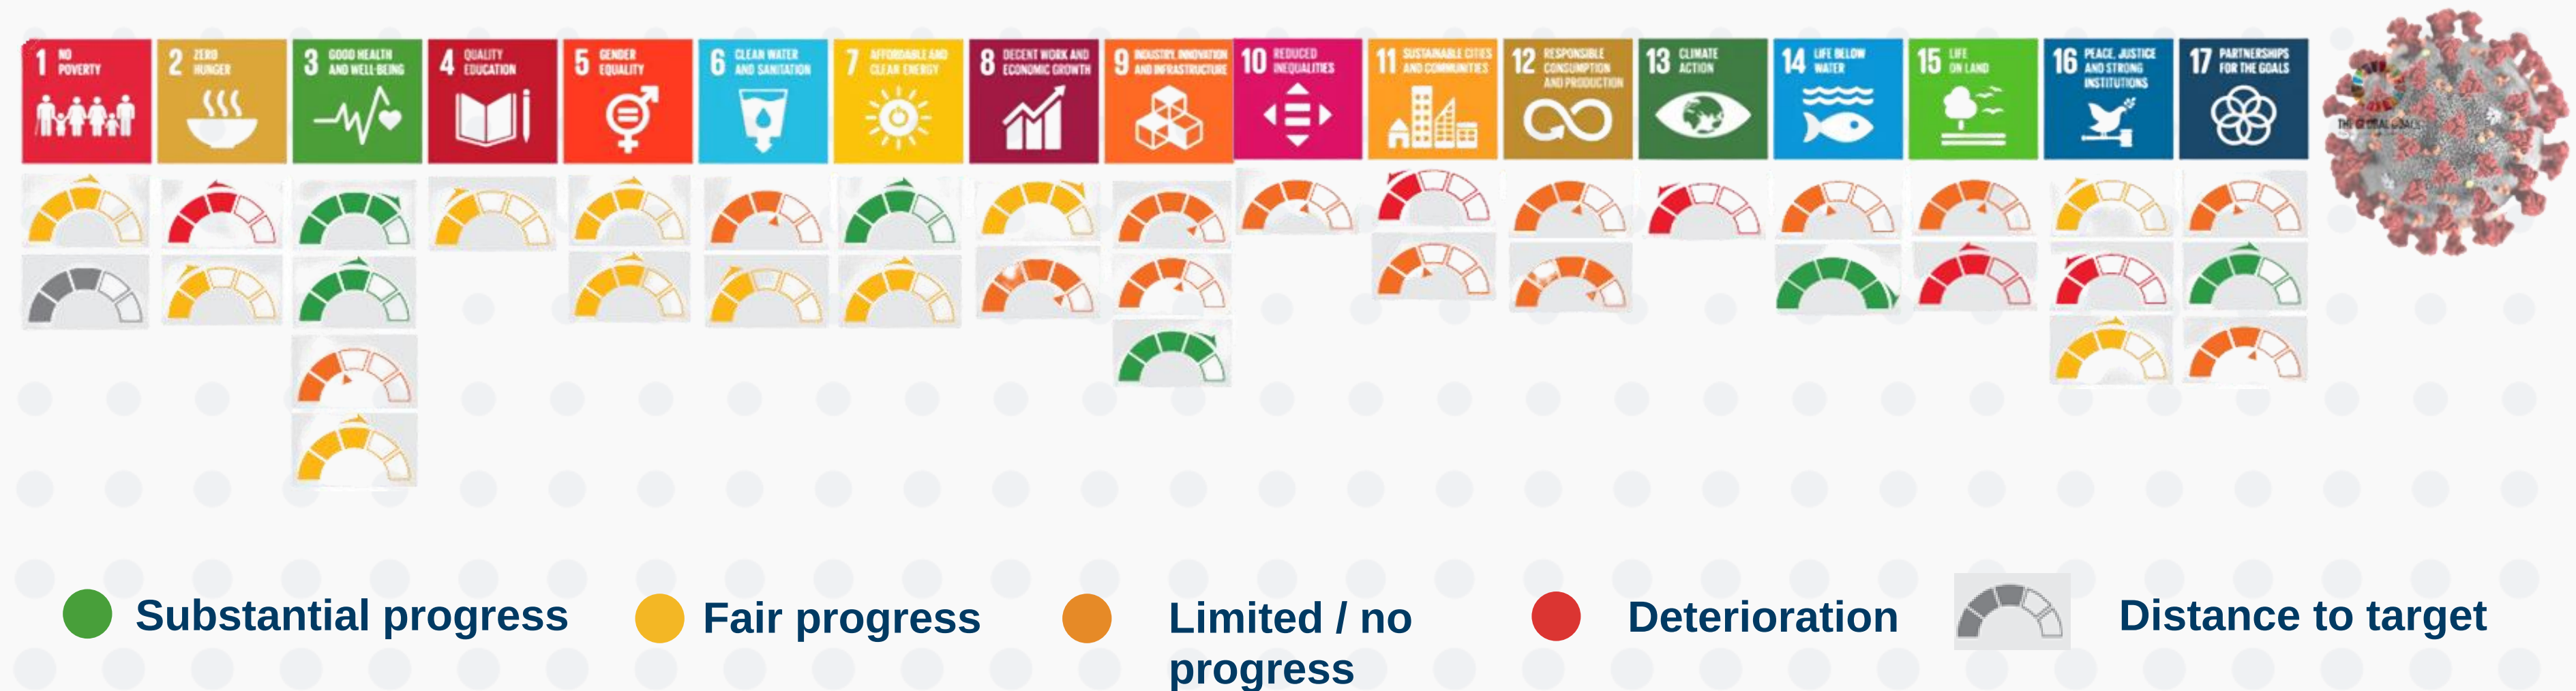 1 NO
POVERTY
2 ZERO
HUNGER
3 GOOD HEALTH
AND WELL-BEING
4 QUALITY
EDUCATION
5 GENDER
EQUALITY
6 CLEAN WATER
AND SANITATION
7 AFFORDABLE AND
CLEAN ENERGY
8 DECENT WORK AND
ECONOMIC GROWTH
9 INDUSTRY, INNOVATION
AND INFRASTRUCTURE
10 REDUCED
INEQUALITIES
11 SUSTAINABLE CITIES
AND COMMUNITIES
12 RESPONSIBLE
CONSUMPTION
AND PRODUCTION
13 CLIMATE
ACTION
14 LIFE BELOW
WATER
15 LIFE
ON LAND
16 PEACE, JUSTICE
AND STRONG
INSTITUTIONS
17 PARTNERSHIPS
FOR THE GOALS
THE GLOBAL GOALS
Substantial progress
Fair progress
Limited / no
progress
Deterioration
Distance to target